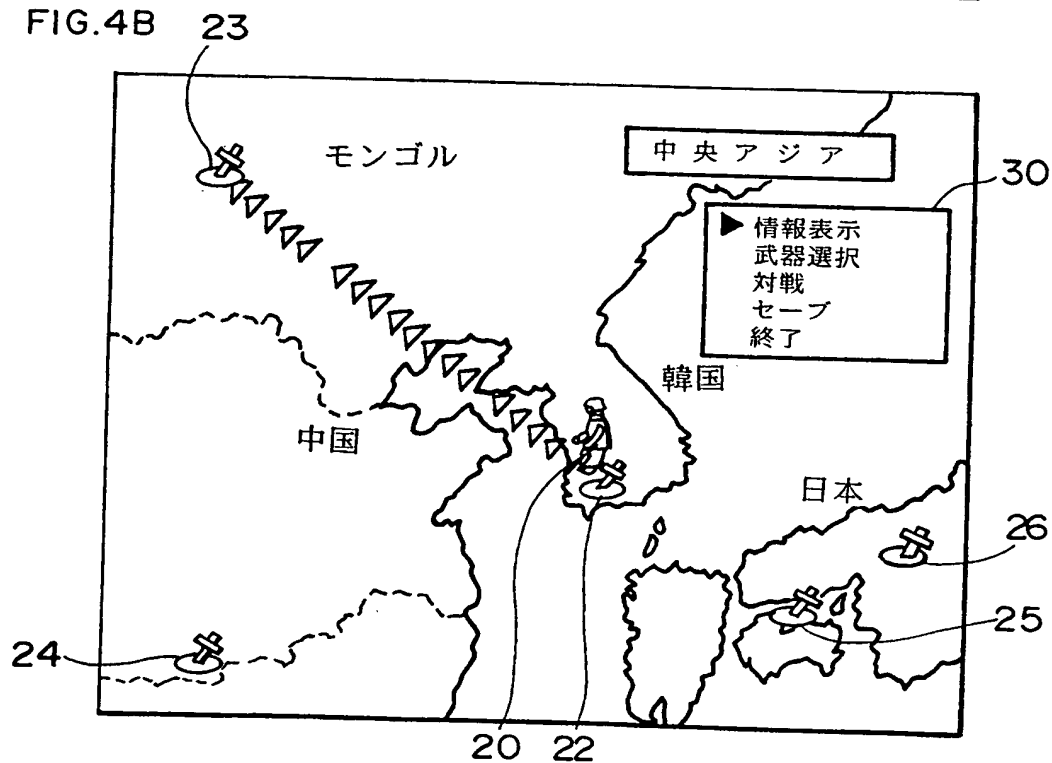 FIG.4B
23
モンゴル
中央アジア
30
▶ 情報表示
武器選択
対戦
セーブ
終了
韓国
中国
日本
26
25
24
20
22